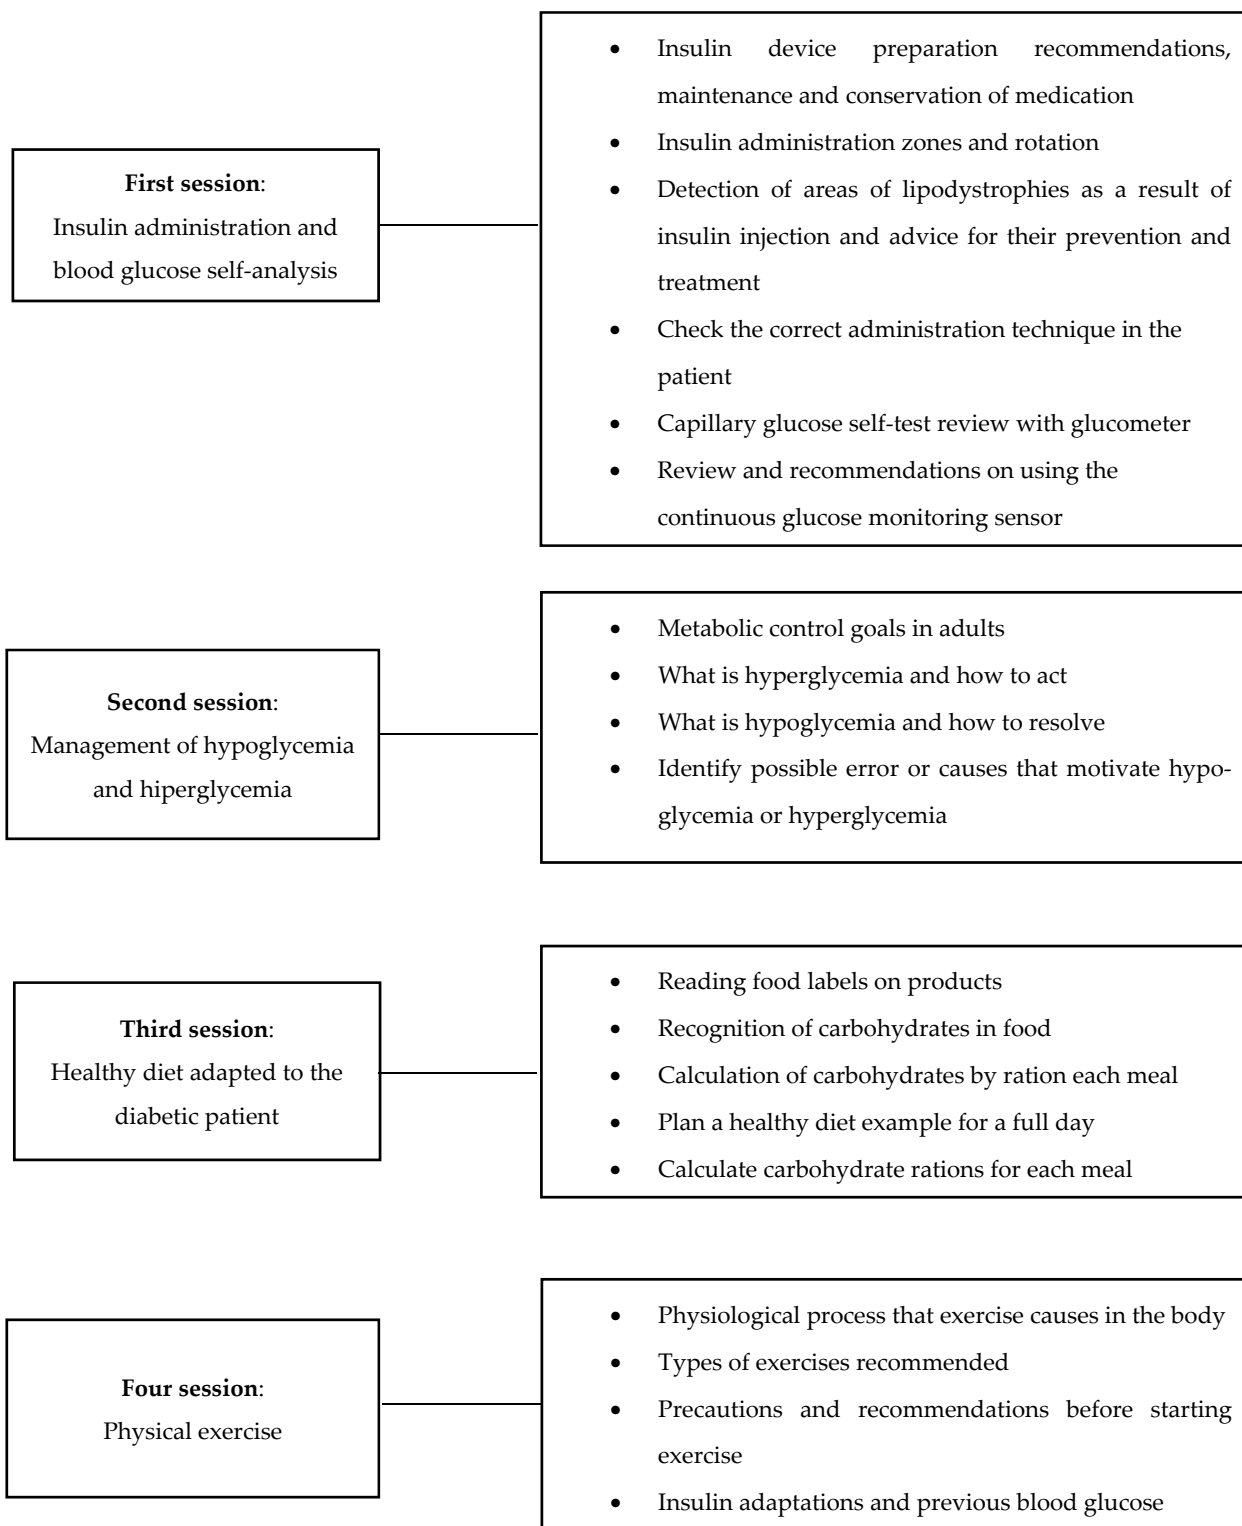 First session:
Insulin administration and
blood glucose self-analysis
• Insulin device preparation recommendations,
maintenance and conservation of medication
• Insulin administration zones and rotation
• Detection of areas of lipodystrophies as a result of
insulin injection and advice for their prevention and
treatment
• Check the correct administration technique in the
patient
• Capillary glucose self-test review with glucometer
• Review and recommendations on using the
continuous glucose monitoring sensor
Second session:
Management of hypoglycemia
and hiperglycemia
• Metabolic control goals in adults
• What is hyperglycemia and how to act
• What is hypoglycemia and how to resolve
• Identify possible error or causes that motivate hypo-
glycemia or hyperglycemia
Third session:
Healthy diet adapted to the
diabetic patient
• Reading food labels on products
• Recognition of carbohydrates in food
• Calculation of carbohydrates by ration each meal
• Plan a healthy diet example for a full day
• Calculate carbohydrate rations for each meal
Four session:
Physical exercise
• Physiological process that exercise causes in the body
• Types of exercises recommended
• Precautions and recommendations before starting
exercise
• Insulin adaptations and previous blood glucose